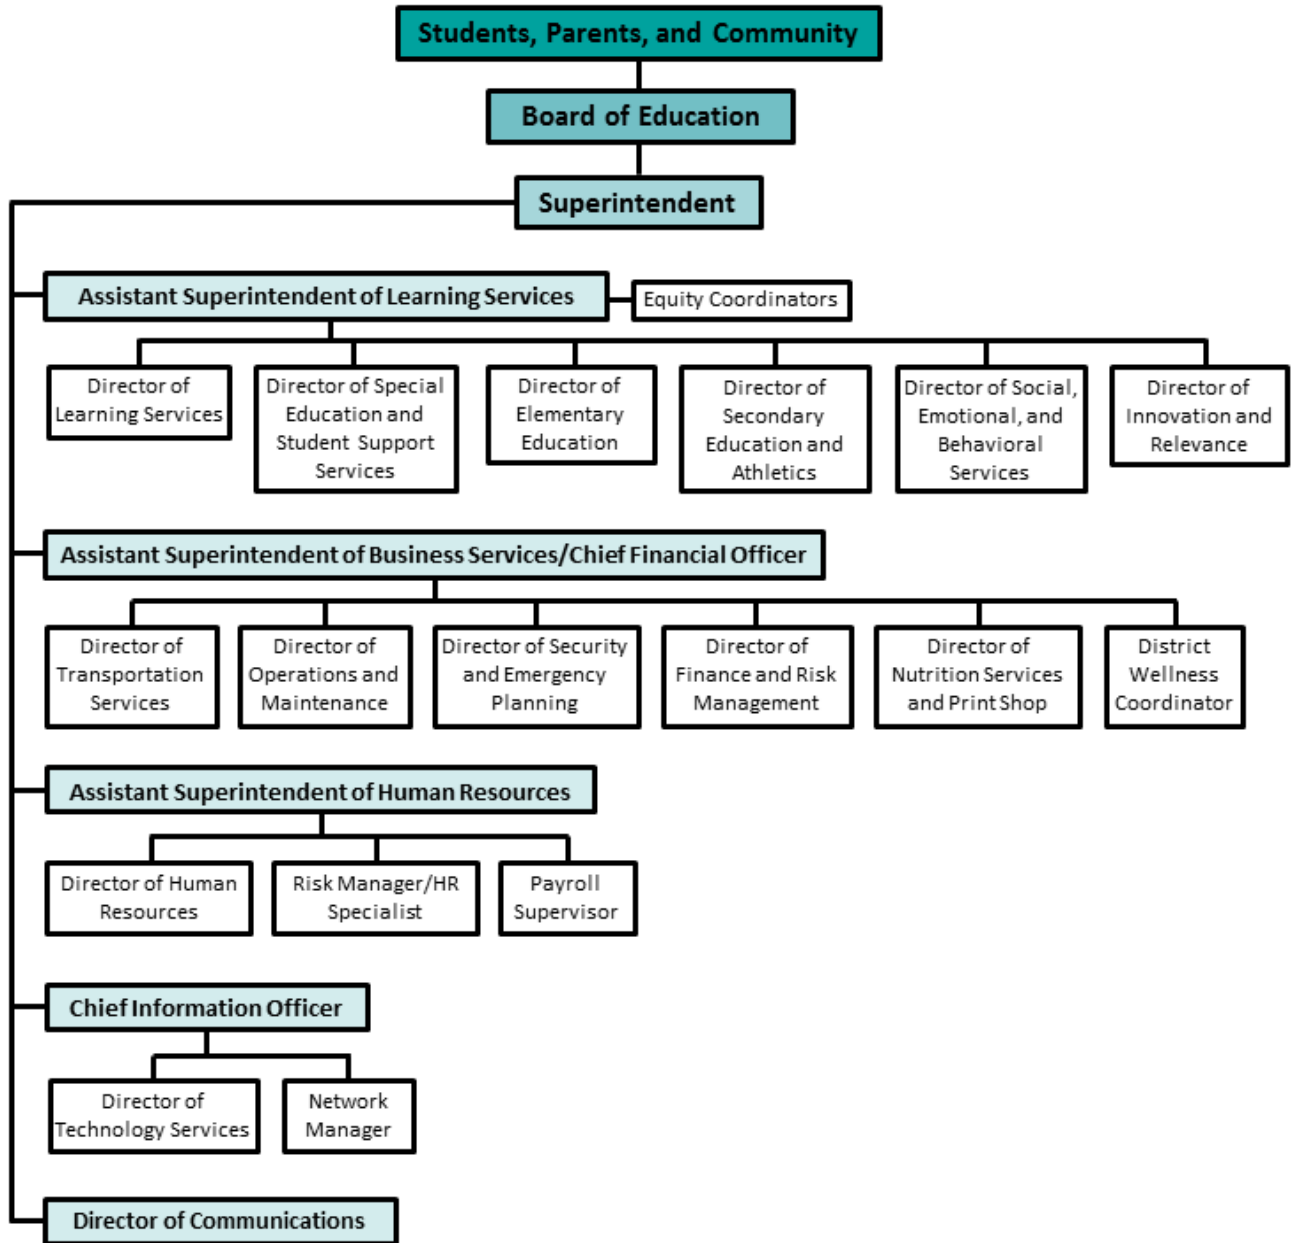 Students, Parents, and Community
Board of Education
Superintendent
Assistant Superintendent of Learning Services
Equity Coordinators
Director of
Learning Services
Director of Special
Education and
Student Support
Services
Director of
Elementary
Education
Director of
Secondary
Education and
Athletics
Director of Social,
Emotional, and
Behavioral
Services
Director of
Innovation and
Relevance
Assistant Superintendent of Business Services/Chief Financial Officer
Director of
Transportation
Services
Director of
Operations and
Maintenance
Director of Security
and Emergency
Planning
Director of
Finance and Risk
Management
Director of
Nutrition Services
and Print Shop
District
Wellness
Coordinator
Assistant Superintendent of Human Resources
Director of Human
Resources
Risk Manager/HR
Specialist
Payroll
Supervisor
Chief Information Officer
Director of
Technology Services
Network
Manager
Director of Communications